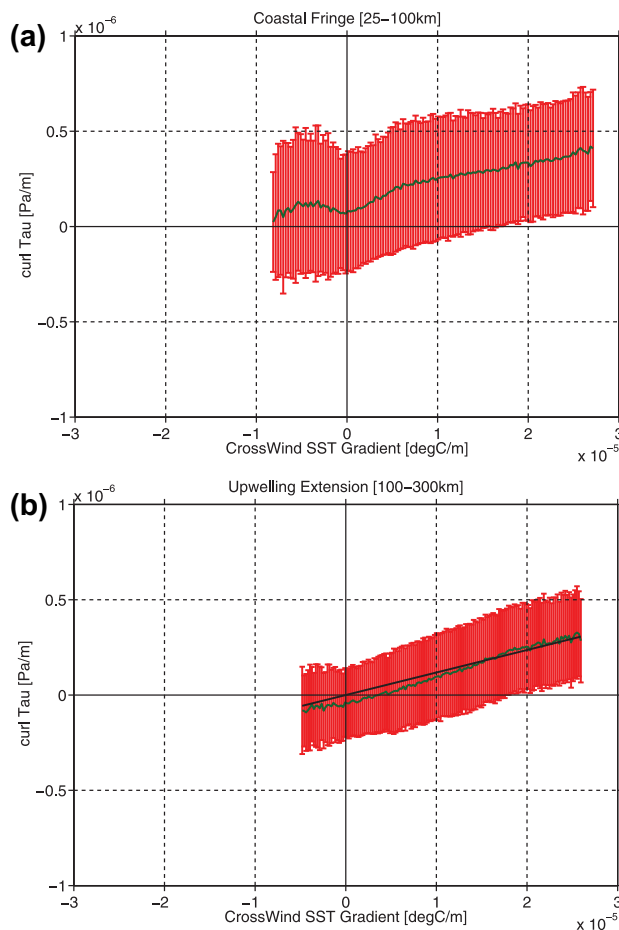 (a)
Coastal Fringe [25–100km]
x 10⁻⁶
1
0.5
0
−0.5
−1
curl Tau [Pa/m]
−3 −2 −1 0 1 2 3
CrossWind SST Gradient [degC/m]
x 10⁻⁵
(b)
Upwelling Extension [100–300km]
x 10⁻⁶
1
0.5
0
−0.5
−1
curl Tau [Pa/m]
−3 −2 −1 0 1 2 3
CrossWind SST Gradient [degC/m]
x 10⁻⁵